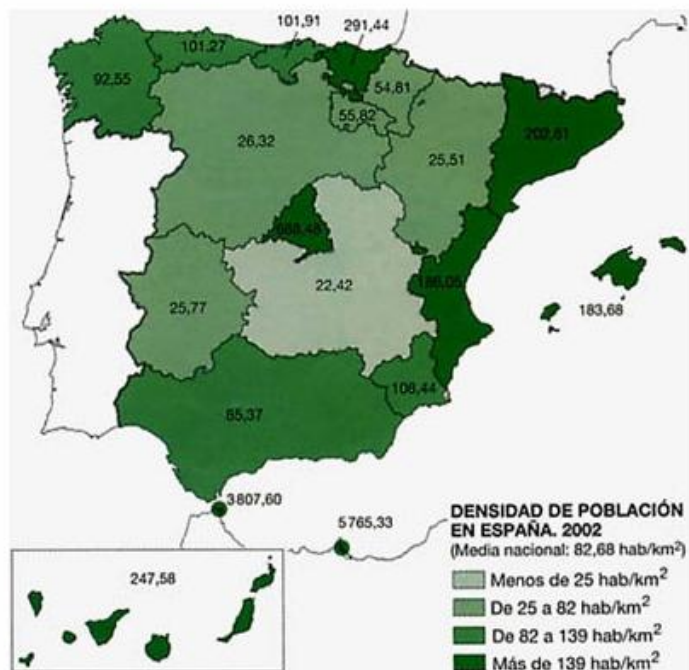 101,91
291,44
101,27
92,55
54,81
55,82
26,32
25,51
202,81
688,48
22,42
186,05
25,77
183,68
108,44
85,37
3807,60
5765,33
247,58
DENSIDAD DE POBLACIÓN
EN ESPAÑA. 2002
(Media nacional: 82,68 hab/km²)
Menos de 25 hab/km²
De 25 a 82 hab/km²
De 82 a 139 hab/km²
Más de 139 hab/km²